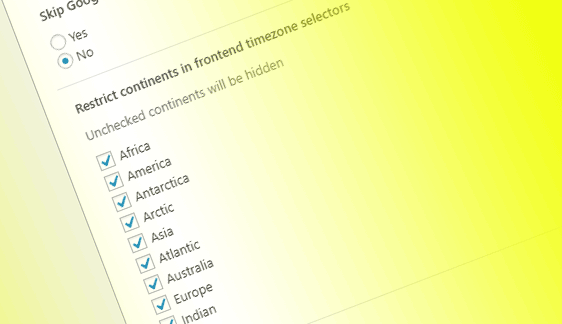 Skip Goog
Yes
No
Restrict continents in frontend timezone selectors
Unchecked continents will be hidden
Africa
America
Antarctica
Arctic
Asia
Atlantic
Australia
Europe
Indian